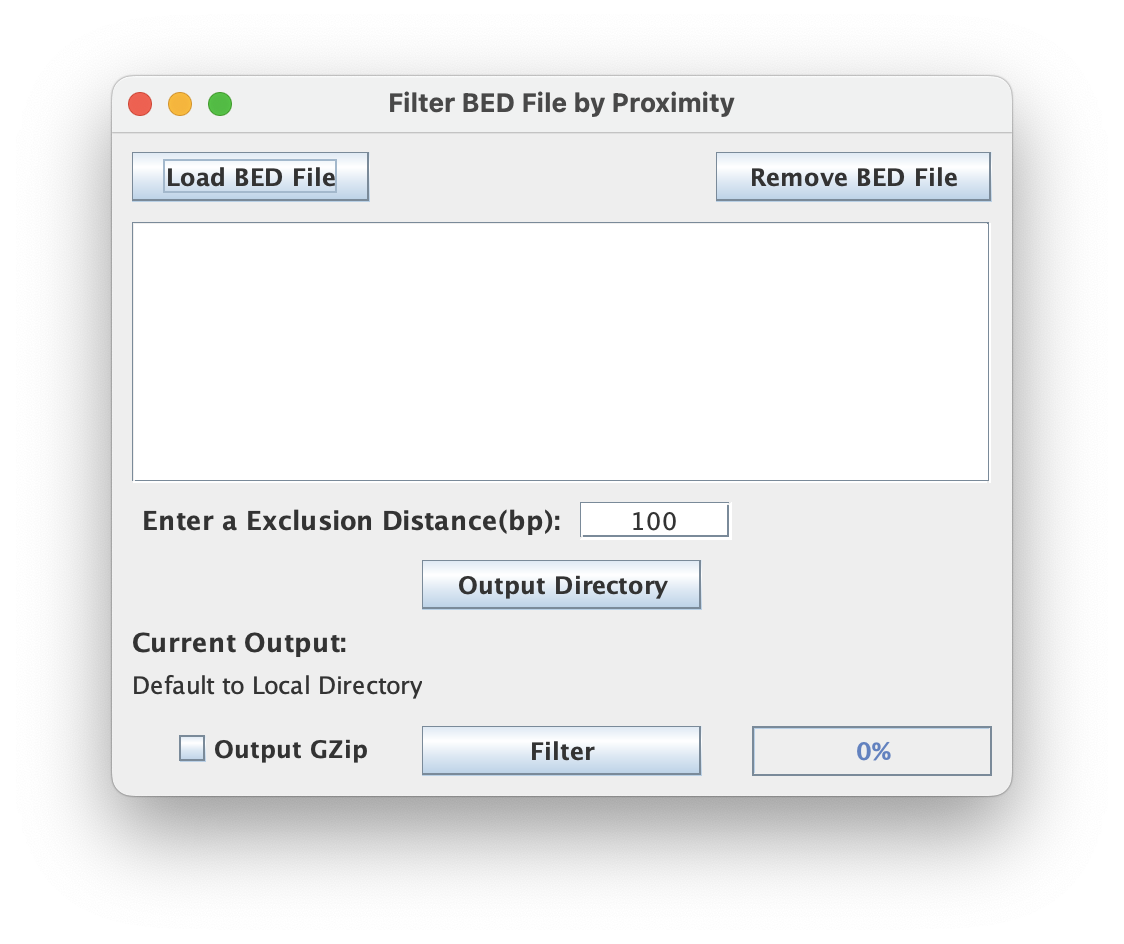 Filter BED File by Proximity
Load BED File
Remove BED File
Enter a Exclusion Distance(bp): 100
Output Directory
Current Output:
Default to Local Directory
Output GZip
Filter
0%